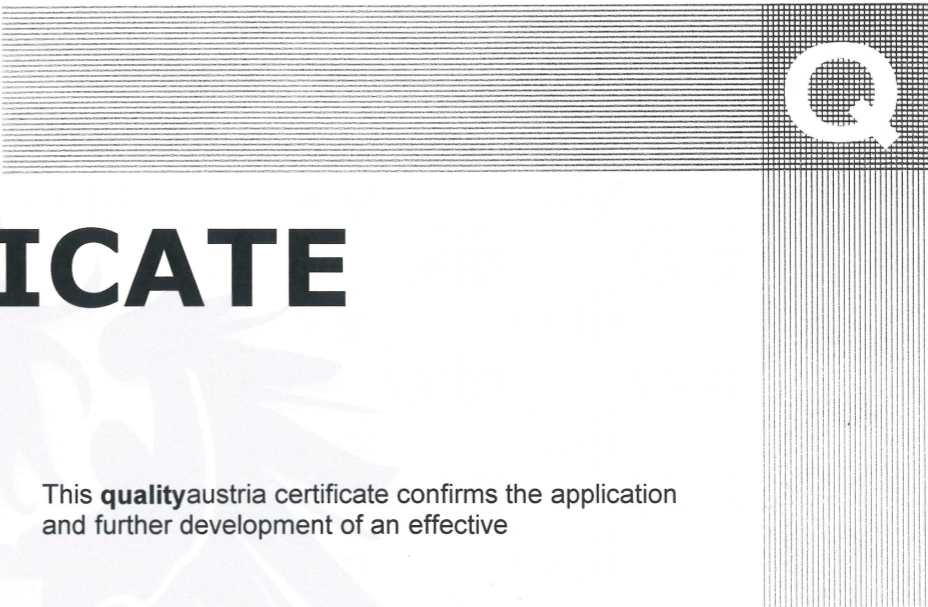 Q
ICATE
This qualityaustria certificate confirms the application
and further development of an effective